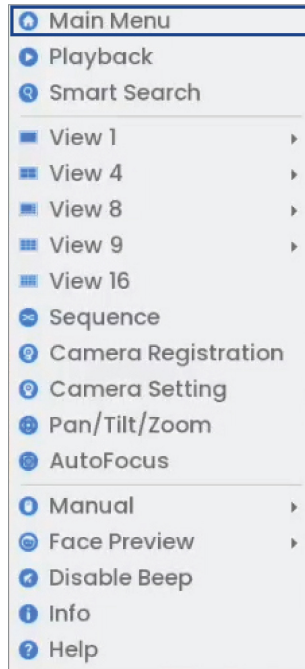 Main Menu
Playback
Smart Search
View 1
View 4
View 8
View 9
View 16
Sequence
Camera Registration
Camera Setting
Pan/Tilt/Zoom
AutoFocus
Manual
Face Preview
Disable Beep
Info
Help